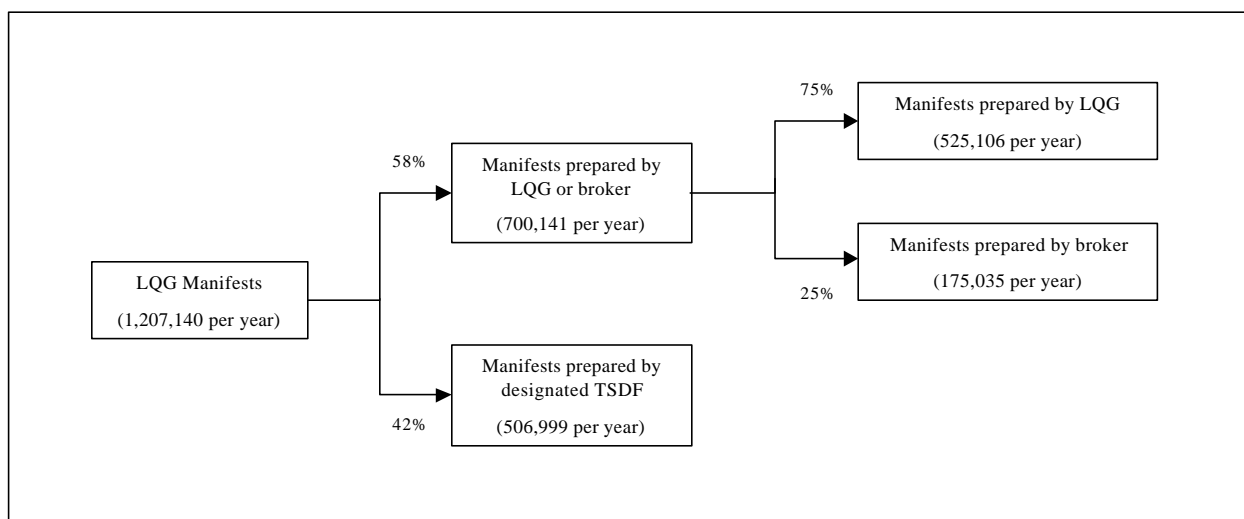 LQG Manifests
(1,207,140 per year)
58%
Manifests prepared by
LQG or broker
(700,141 per year)
42%
Manifests prepared by
designated TSDF
(506,999 per year)
75%
Manifests prepared by LQG
(525,106 per year)
25%
Manifests prepared by broker
(175,035 per year)